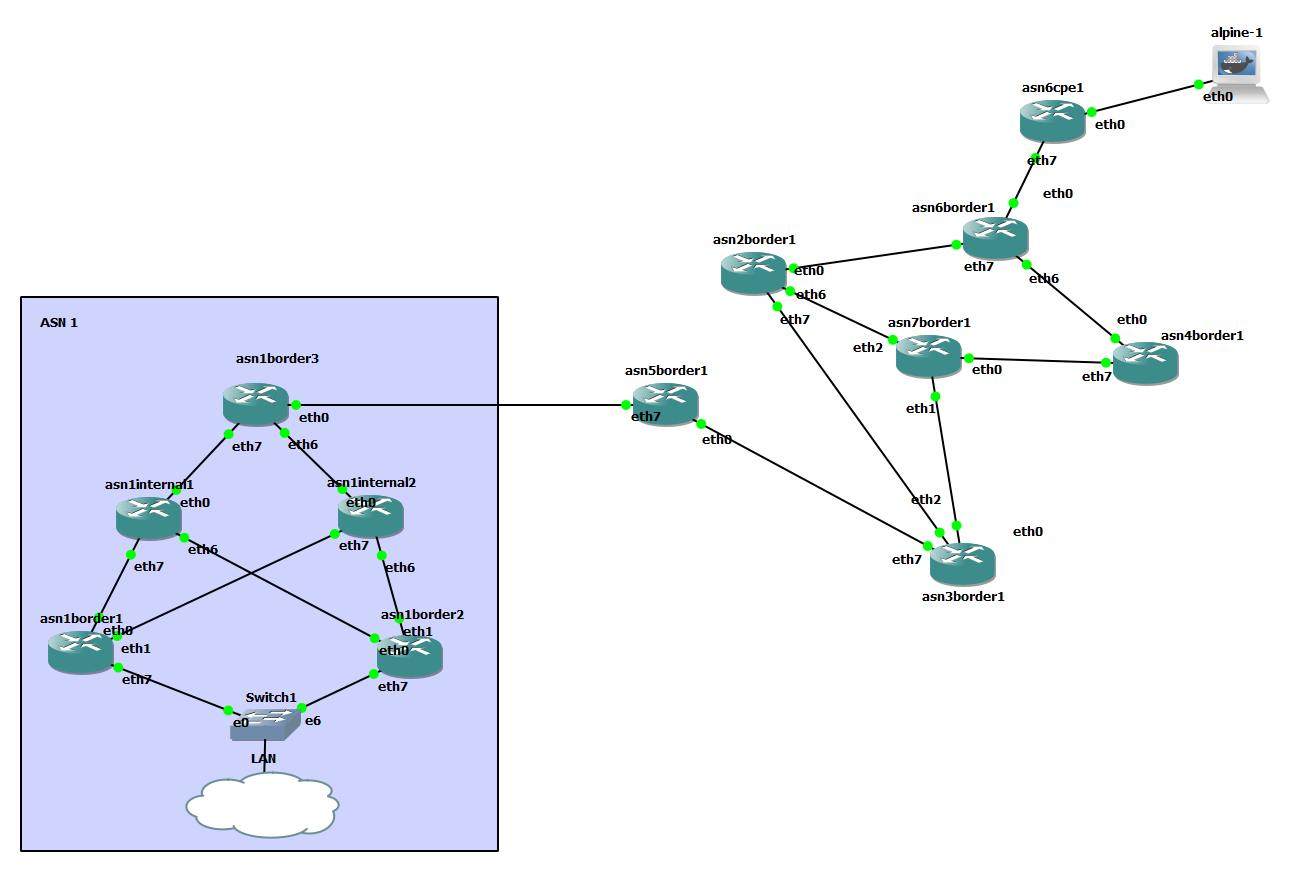 alpine-1
eth0
asn6cpe1
eth0
eth7
eth0
asn6border1
eth7
eth6
asn2border1
eth0
eth6
eth7
asn7border1
eth2
eth0
eth1
eth0
asn4border1
eth7
ASN 1
asn1border3
eth0
eth7
eth6
asn5border1
eth7
eth0
asn1internal1
eth0
eth6
eth7
asn1internal2
eth0
eth7
eth6
eth2
eth0
eth7
asn3border1
asn1border1
eth0
eth1
eth7
asn1border2
eth1
eth0
eth7
Switch1
e0
e6
LAN